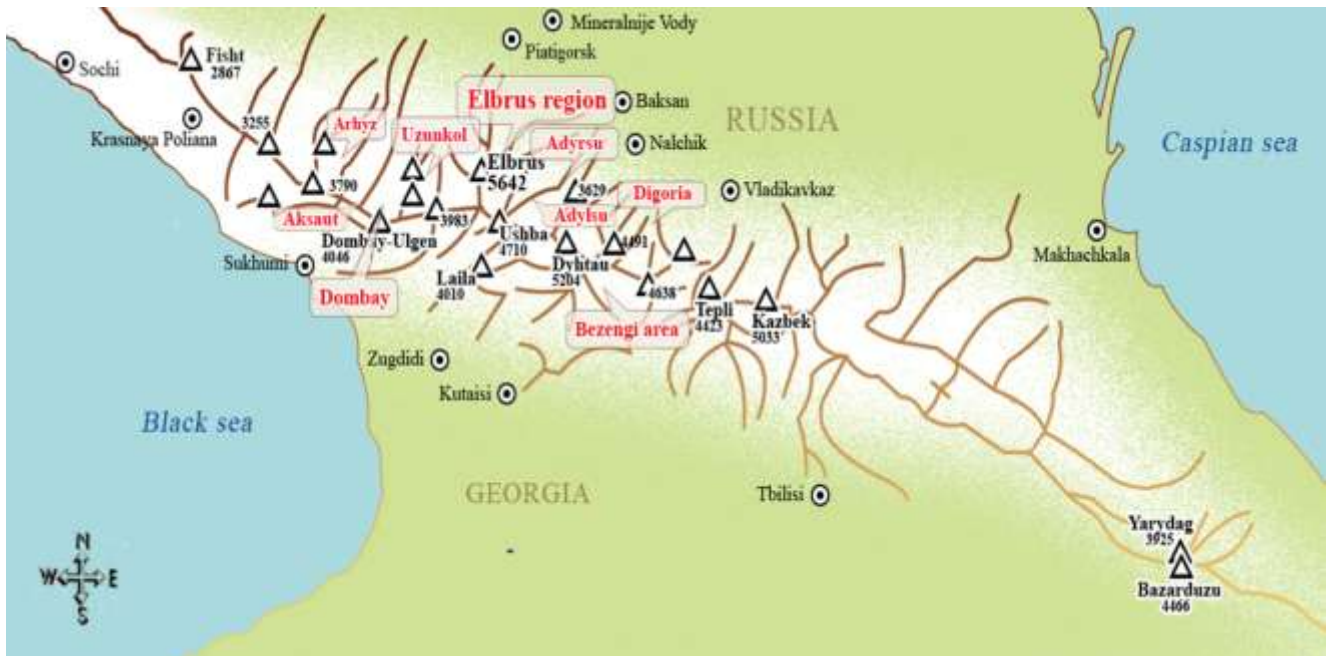 Mineralnije Vody
Piatigorsk
Fisht
2867
Sochi
Elbrus region
Baksan
RUSSIA
Krasnaya Poliana
3255
Arhyz
Uzunkol
Adyrsu
Nalchik
Caspian sea
Elbrus
5642
3790
3629
Digoria
Vladikavkaz
Aksaut
3983
Adylsu
Ushba
4710
Dombay-Ulgen
4046
4491
Makhachkala
Sukhumi
Dyhtau
5204
Laila
4010
4638
Dombay
Tepli
4423
Kazbek
5033
Bezengi area
Zugdidi
Kutaisi
Black sea
GEORGIA
Tbilisi
Yarydag
3925
Bazarduzu
4466
N
W E
S